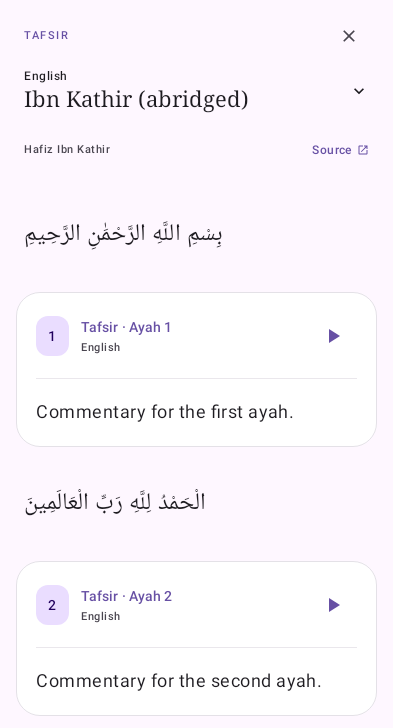 TAFSIR
English
Ibn Kathir (abridged)
Hafiz Ibn Kathir
Source
بِسْمِ اللَّهِ الرَّحْمَٰنِ الرَّحِيمِ
1
Tafsir · Ayah 1
English
Commentary for the first ayah.
الْحَمْدُ لِلَّهِ رَبِّ الْعَالَمِينَ
2
Tafsir · Ayah 2
English
Commentary for the second ayah.